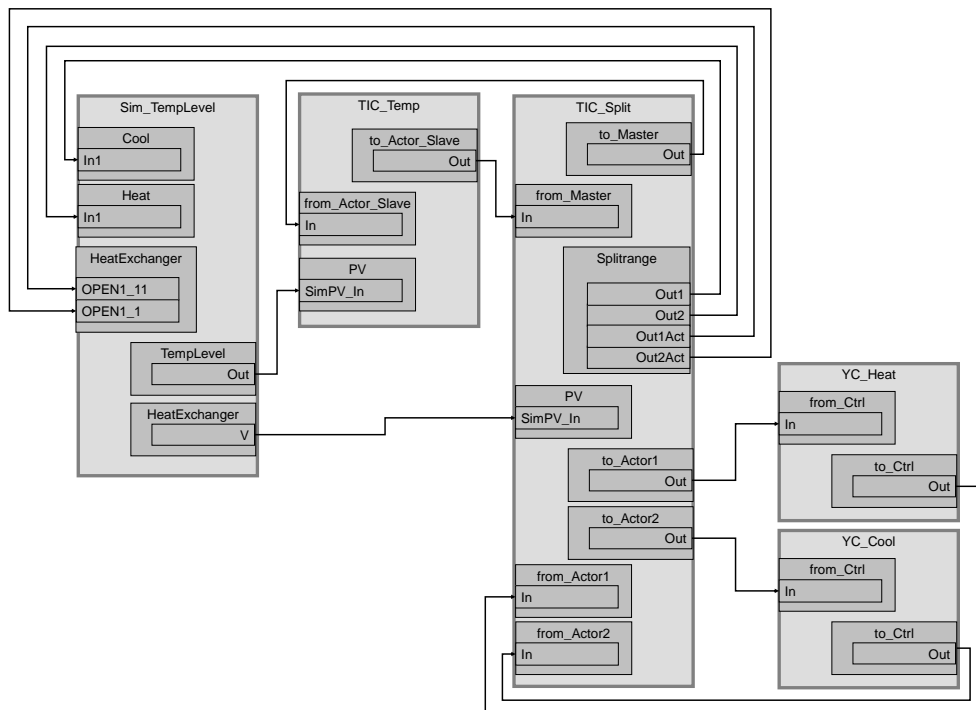 Sim_TempLevel
Cool
In1
Heat
In1
HeatExchanger
OPEN1_11
OPEN1_1
TempLevel
Out
HeatExchanger
V
TIC_Temp
to_Actor_Slave
Out
from_Actor_Slave
In
PV
SimPV_In
TIC_Split
to_Master
Out
from_Master
In
Splitrange
Out1
Out2
Out1Act
Out2Act
PV
SimPV_In
to_Actor1
Out
to_Actor2
Out
from_Actor1
In
from_Actor2
In
YC_Heat
from_Ctrl
In
to_Ctrl
Out
YC_Cool
from_Ctrl
In
to_Ctrl
Out